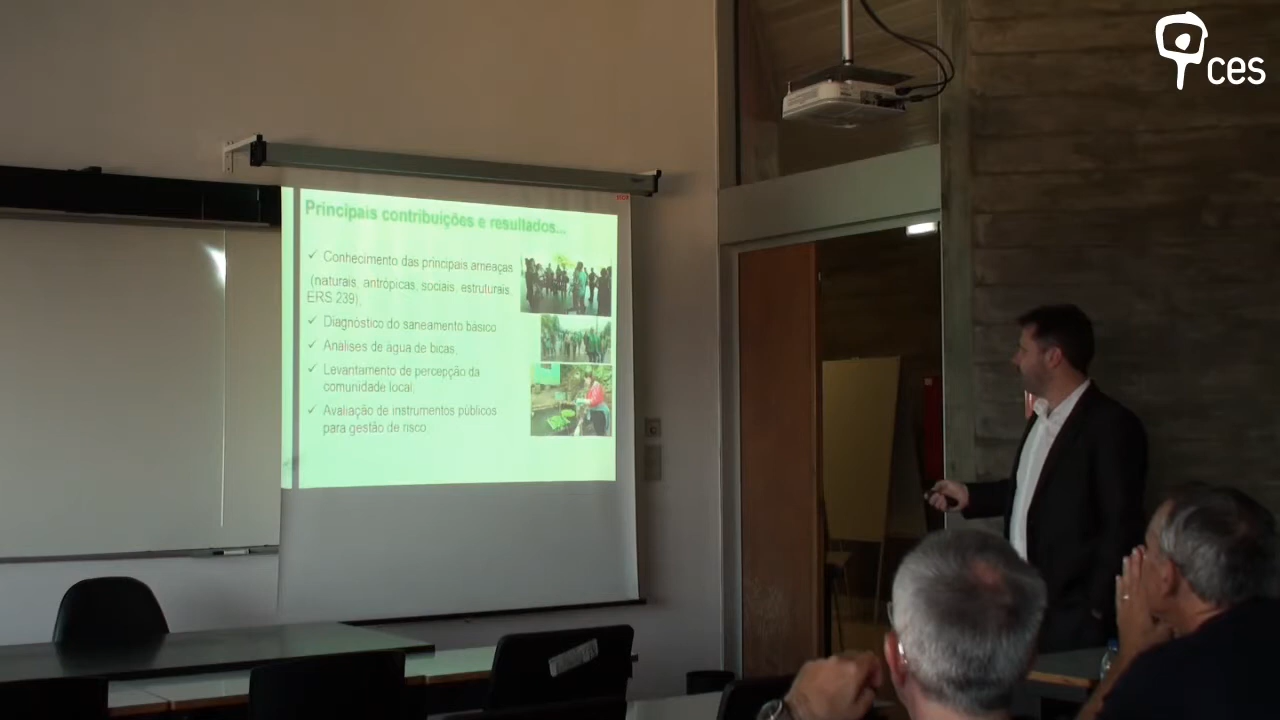 ces
Principais contribuições e resultados...
✓ Conhecimento das principais ameaças
(naturais, antrópicas, sociais, estruturais,
ERS 239);
✓ Diagnóstico do saneamento básico
✓ Análises de água de bicas;
✓ Levantamento de percepção da
comunidade local;
✓ Avaliação de instrumentos públicos
para gestão de risco